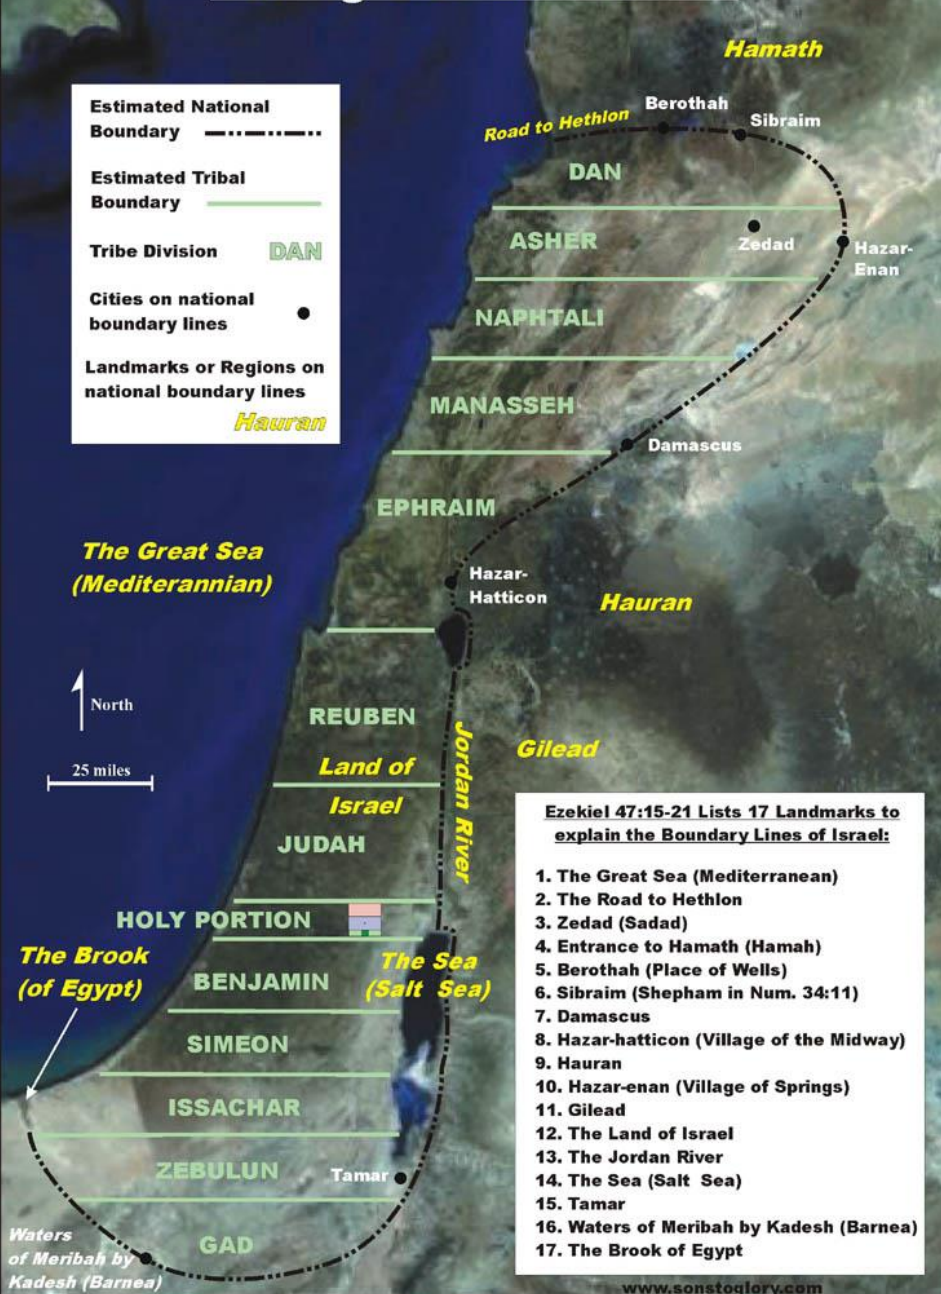 Hamath
Estimated National
Boundary
Estimated Tribal
Boundary
Tribe Division DAN
Cities on national
boundary lines
Landmarks or Regions on
national boundary lines
Hauran
Road to Hethlon
Berothah
Sibraim
DAN
ASHER
Zedad
Hazar-
Enan
NAPHTALI
MANASSEH
Damascus
EPHRAIM
The Great Sea
(Mediterannian)
Hazar-
Hatticon
Hauran
North
25 miles
REUBEN
Jordan River
Gilead
Land of
Israel
JUDAH
HOLY PORTION
The Brook
(of Egypt)
The Sea
(Salt Sea)
BENJAMIN
SIMEON
ISSACHAR
ZEBULUN
Tamar
GAD
Waters
of Meribah by
Kadesh (Barnea)
Ezekiel 47:15-21 Lists 17 Landmarks to
explain the Boundary Lines of Israel:
1. The Great Sea (Mediterranean)
2. The Road to Hethlon
3. Zedad (Sadad)
4. Entrance to Hamath (Hamah)
5. Berothah (Place of Wells)
6. Sibraim (Shepham in Num. 34:11)
7. Damascus
8. Hazar-hatticon (Village of the Midway)
9. Hauran
10. Hazar-enan (Village of Springs)
11. Gilead
12. The Land of Israel
13. The Jordan River
14. The Sea (Salt Sea)
15. Tamar
16. Waters of Meribah by Kadesh (Barnea)
17. The Brook of Egypt
www.sonstoglory.com